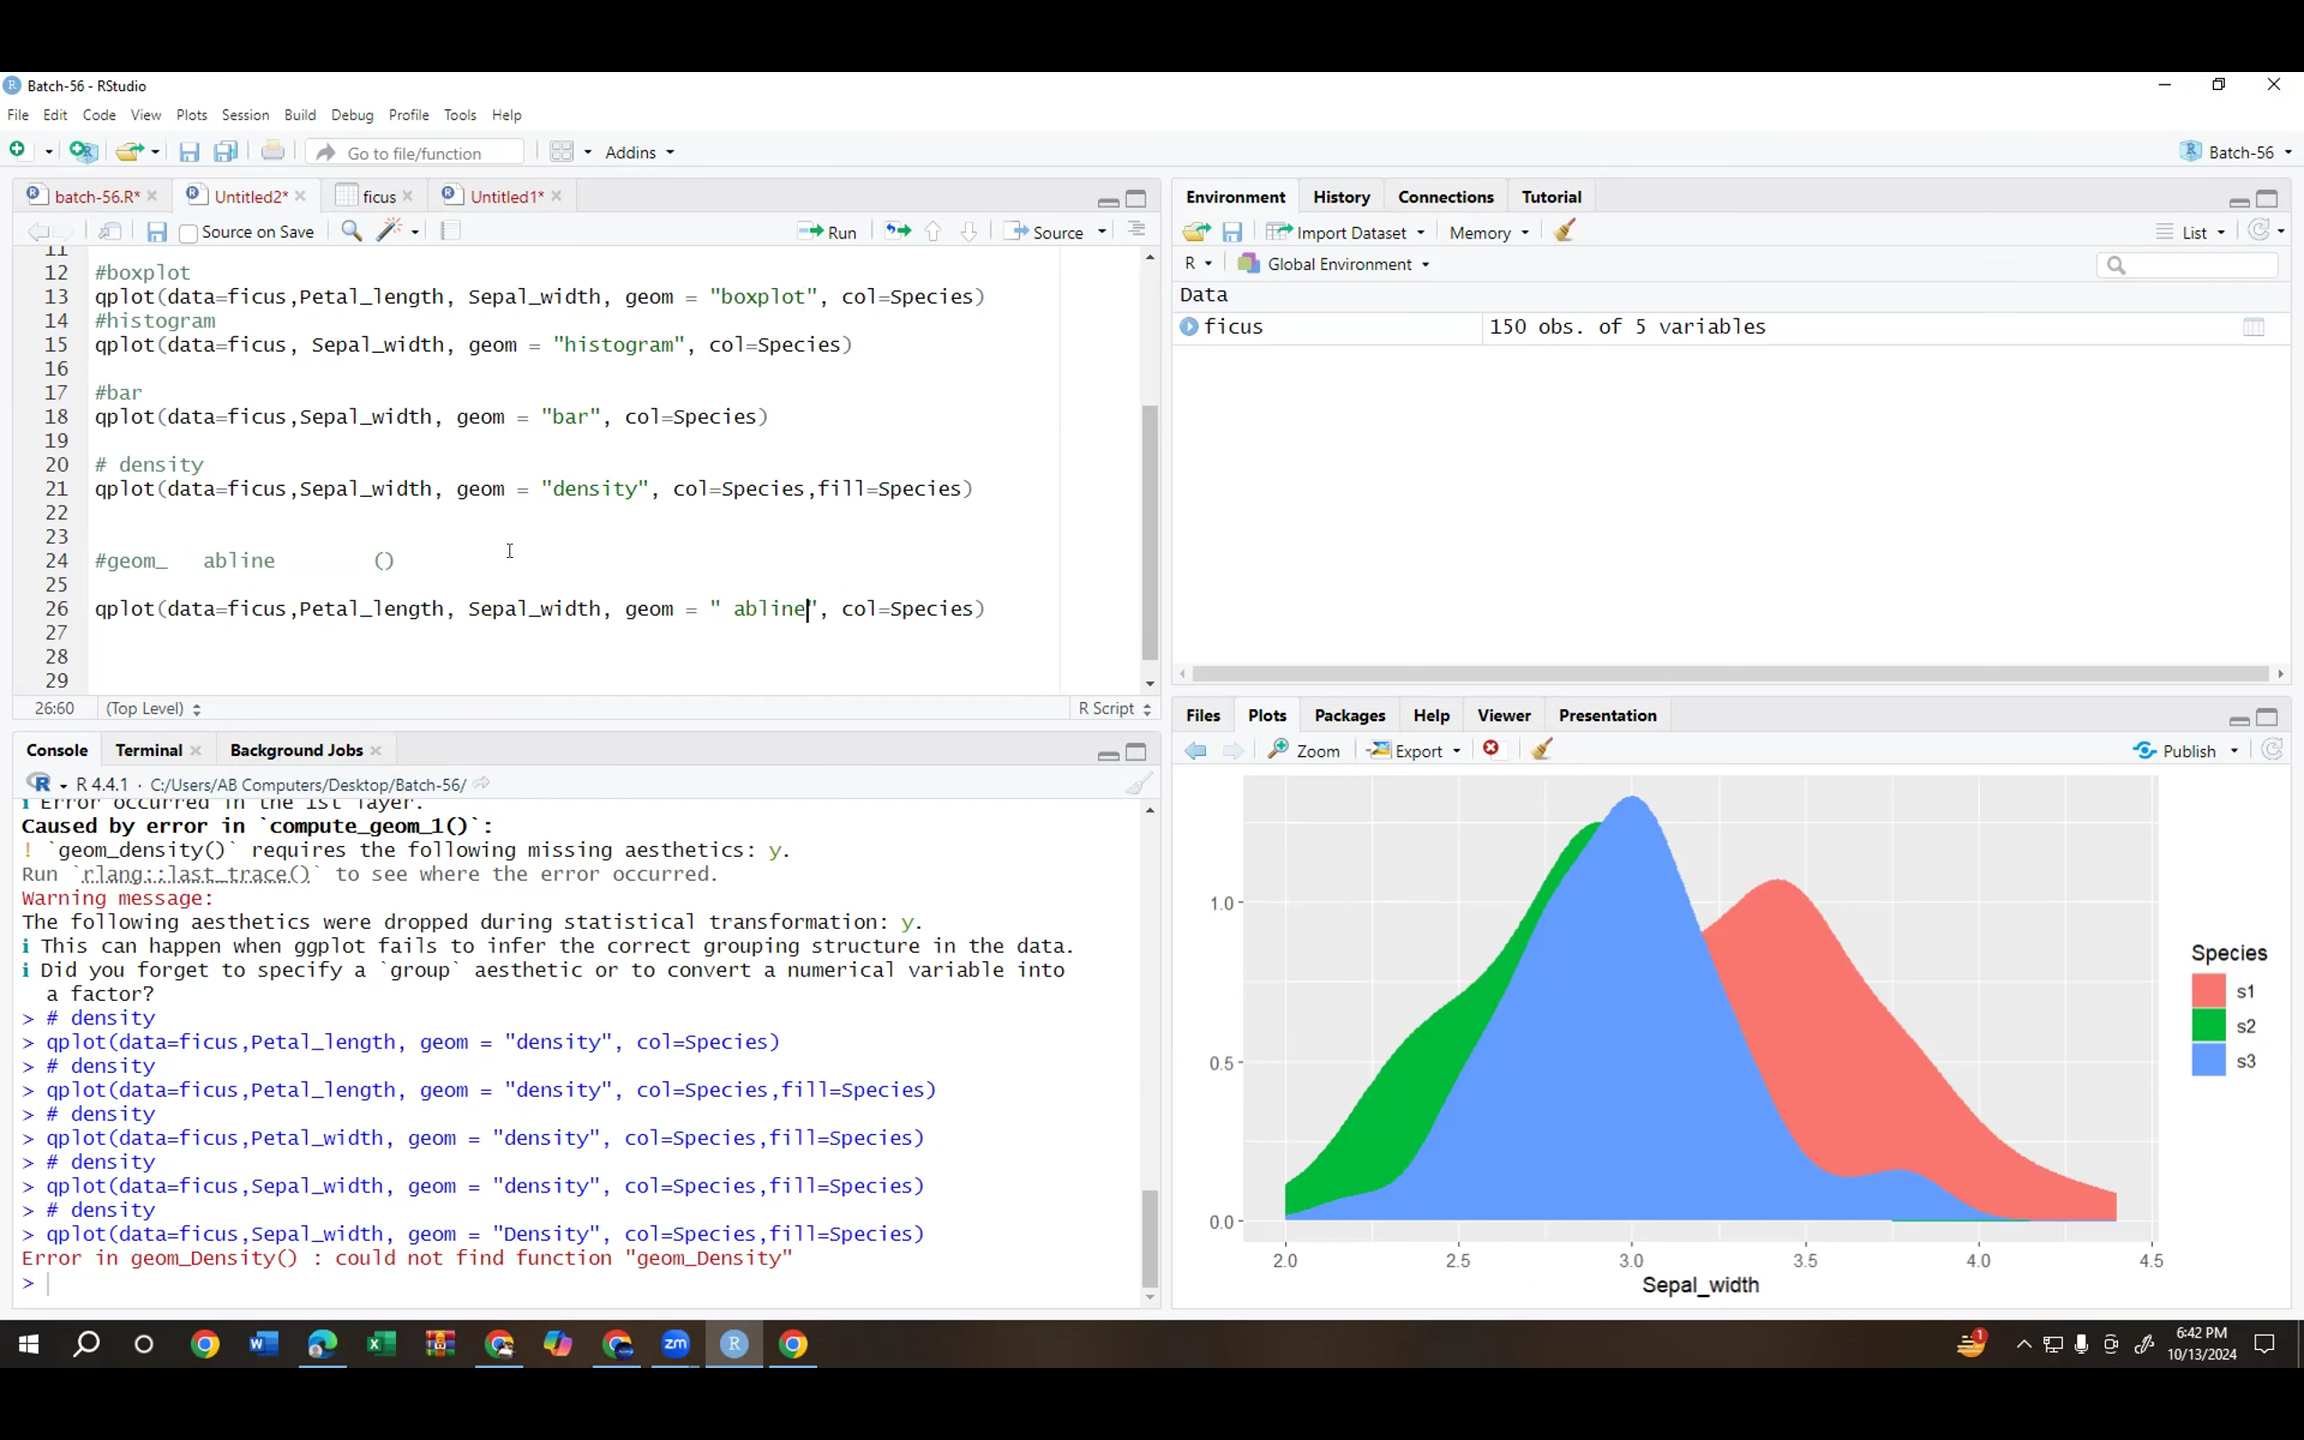 Batch-56 - RStudio
File Edit Code View Plots Session Build Debug Profile Tools Help
Go to file/function Addins Batch-56
batch-56.R* Untitled2* ficus Untitled1*
Source on Save Run Source
11
12 #boxplot
13 qplot(data=ficus,Petal_length, Sepal_width, geom = "boxplot", col=Species)
14 #histogram
15 qplot(data=ficus, Sepal_width, geom = "histogram", col=Species)
16
17 #bar
18 qplot(data=ficus,Sepal_width, geom = "bar", col=Species)
19
20 # density
21 qplot(data=ficus,Sepal_width, geom = "density", col=Species,fill=Species)
22
23
24 #geom_ abline ()
25
26 qplot(data=ficus,Petal_length, Sepal_width, geom = " abline", col=Species)
27
28
29
26:60 (Top Level) R Script
Console Terminal Background Jobs
R 4.4.1 · C:/Users/AB Computers/Desktop/Batch-56/
i Error occurred in the 1st layer.
Caused by error in `compute_geom_1()`:
! `geom_density()` requires the following missing aesthetics: y.
Run `rlang::last_trace()` to see where the error occurred.
Warning message:
The following aesthetics were dropped during statistical transformation: y.
i This can happen when ggplot fails to infer the correct grouping structure in the data.
i Did you forget to specify a `group` aesthetic or to convert a numerical variable into
a factor?
> # density
> qplot(data=ficus,Petal_length, geom = "density", col=Species)
> # density
> qplot(data=ficus,Petal_length, geom = "density", col=Species,fill=Species)
> # density
> qplot(data=ficus,Petal_width, geom = "density", col=Species,fill=Species)
> # density
> qplot(data=ficus,Sepal_width, geom = "density", col=Species,fill=Species)
> # density
> qplot(data=ficus,Sepal_width, geom = "Density", col=Species,fill=Species)
Error in geom_Density() : could not find function "geom_Density"
>
Environment History Connections Tutorial
Import Dataset Memory List
R Global Environment
Data
ficus 150 obs. of 5 variables
Files Plots Packages Help Viewer Presentation
Zoom Export Publish
1.0
0.5
0.0
2.0 2.5 3.0 3.5 4.0 4.5
Sepal_width
Species
s1
s2
s3
6:42 PM
10/13/2024